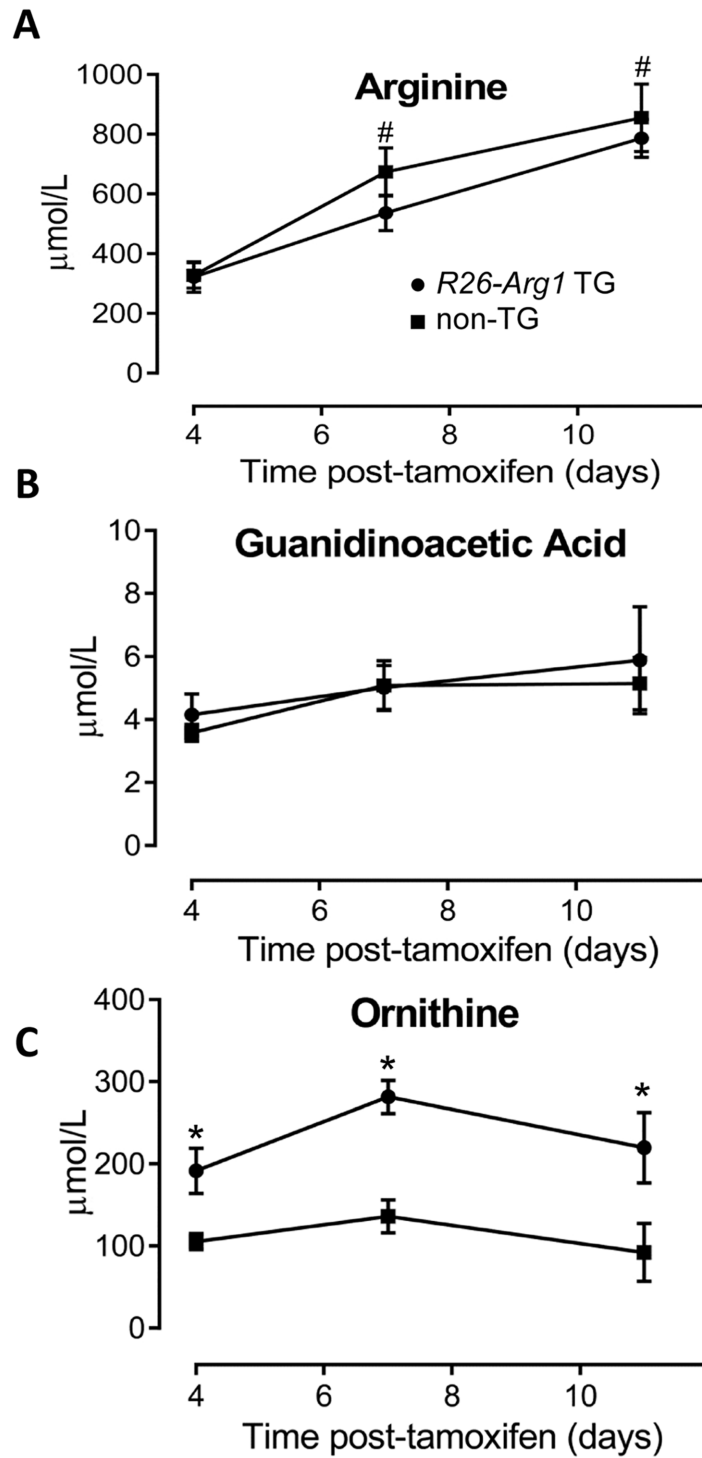 A
Arginine
#
#
1000
800
600
400
200
0
μmol/L
R26-Arg1 TG
non-TG
4 6 8 10
Time post-tamoxifen (days)
B
Guanidinoacetic Acid
10
8
6
4
2
0
μmol/L
4 6 8 10
Time post-tamoxifen (days)
C
Ornithine
* * *
400
300
200
100
0
μmol/L
4 6 8 10
Time post-tamoxifen (days)